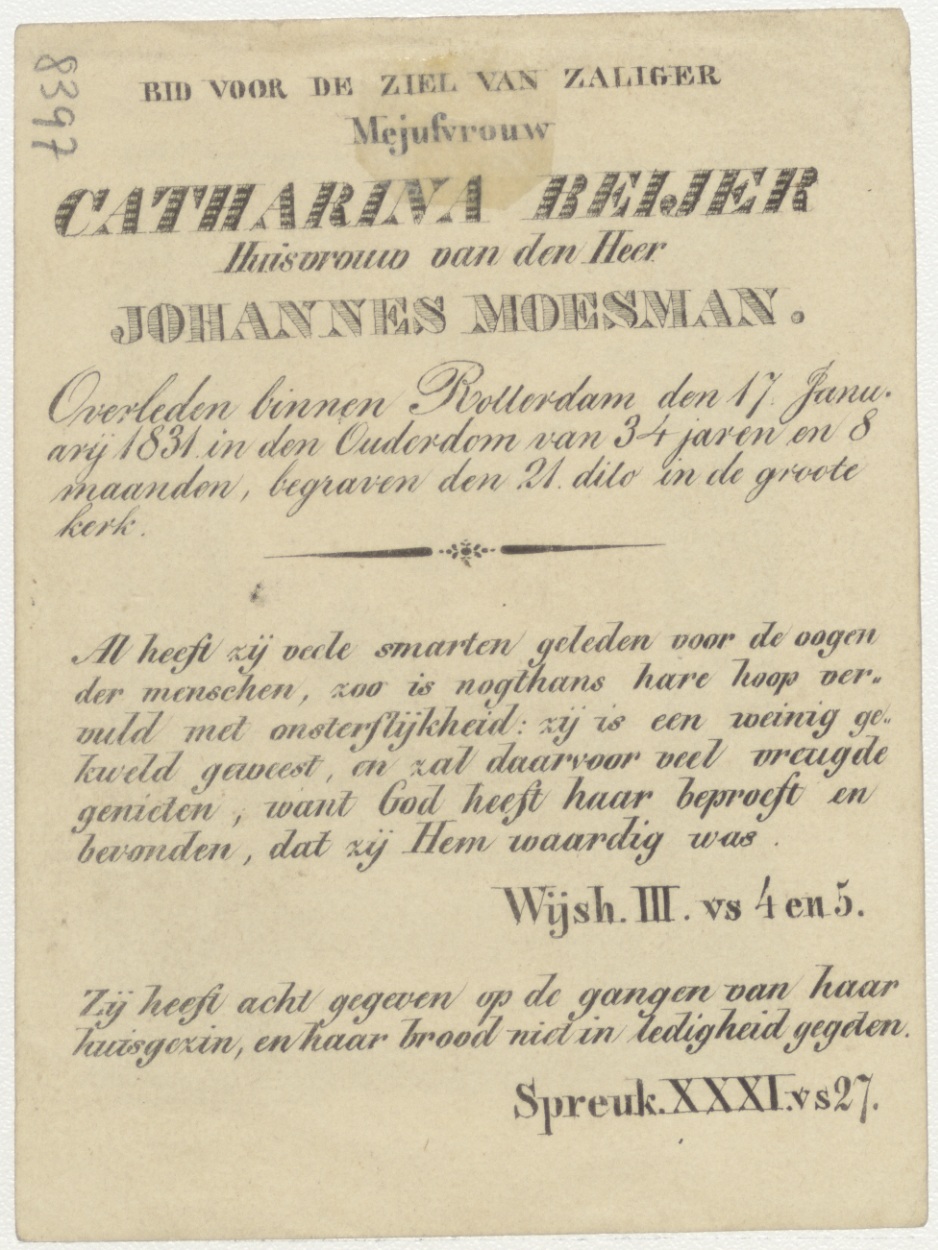 8397
BID VOOR DE ZIEL VAN ZALIGER
Mejufvrouw
CATHARINA BEIJER
Huisvrouw van den Heer
JOHANNES MOESMAN.
Overleden binnen Rotterdam den 17. Janu.
arij 1831. in den Ouderdom van 34 jaren en 8
maanden, begraven den 21. dito in de groote
kerk.
Al heeft zij veele smarten geleden voor de oogen
der menschen, zoo is nogthans hare hoop ver„
vuld met onsterflijkheid: zij is een weinig ge„
kweld geweest, en zal daarvoor veel vreugde
genieten, want God heeft haar beproeft en
bevonden, dat zij Hem waardig was.
Wijsh. III. vs 4 en 5.
Zij heeft acht gegeven op de gangen van haar
huisgezin, en haar brood niet in ledigheid gegeten.
Spreuk. XXXI. vs 27.